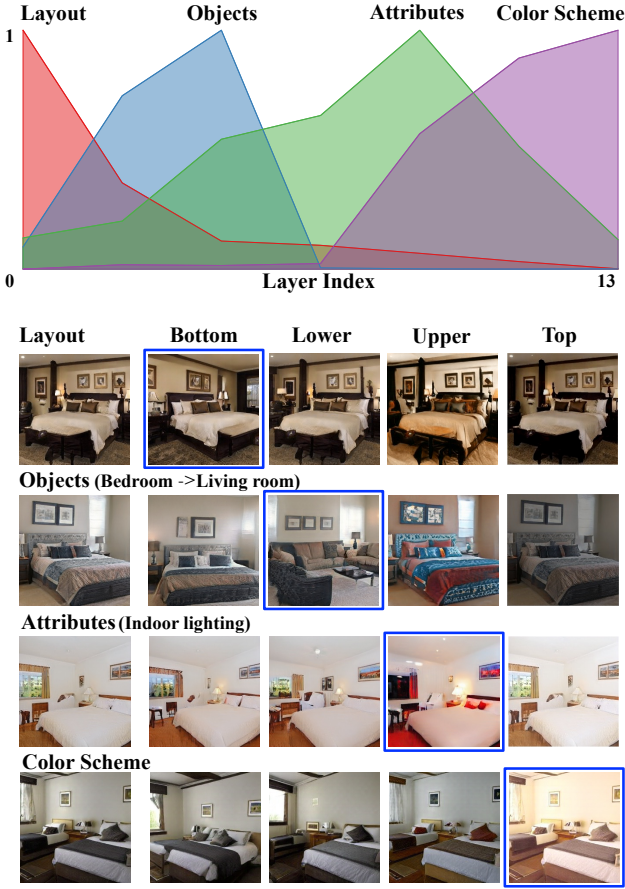 Layout Objects Attributes Color Scheme
1
0 Layer Index 13
Layout Bottom Lower Upper Top
Objects (Bedroom ->Living room)
Attributes (Indoor lighting)
Color Scheme